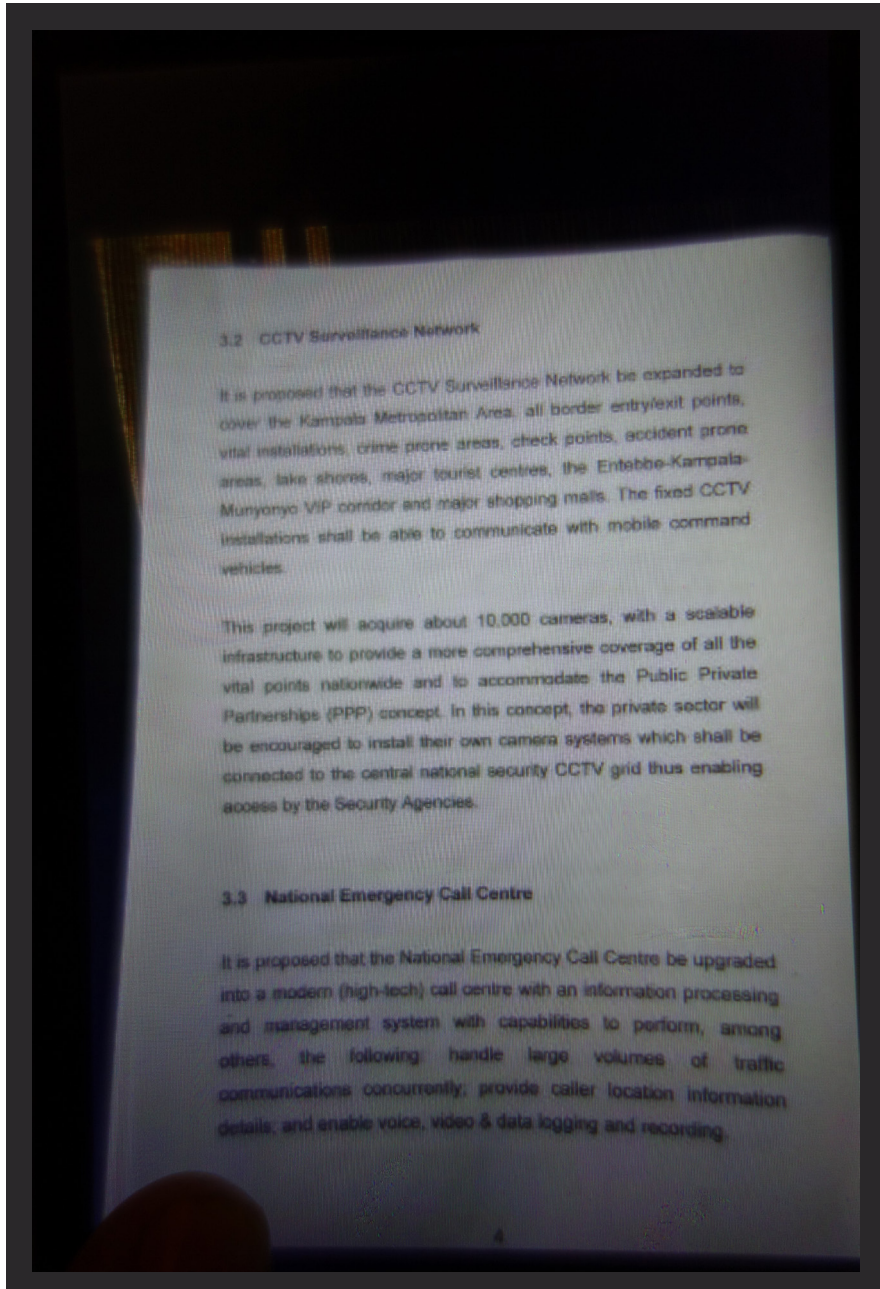 3.2 CCTV Surveillance Network
It is proposed that the CCTV Surveillance Network be expanded to
cover the Kampala Metropolitan Area, all border entry/exit points,
vital installations, crime prone areas, check points, accident prone
areas, lake shores, major tourist centres, the Entebbe-Kampala-
Munyonyo VIP corridor and major shopping malls. The fixed CCTV
installations shall be able to communicate with mobile command
vehicles.
This project will acquire about 10,000 cameras, with a scalable
infrastructure to provide a more comprehensive coverage of all the
vital points nationwide and to accommodate the Public Private
Partnerships (PPP) concept. In this concept, the private sector will
be encouraged to install their own camera systems which shall be
connected to the central national security CCTV grid thus enabling
access by the Security Agencies.
3.3 National Emergency Call Centre
It is proposed that the National Emergency Call Centre be upgraded
into a modern (high-tech) call centre with an information processing
and management system with capabilities to perform, among
others, the following: handle large volumes of traffic
communications concurrently; provide caller location information
details; and enable voice, video & data logging and recording.
4